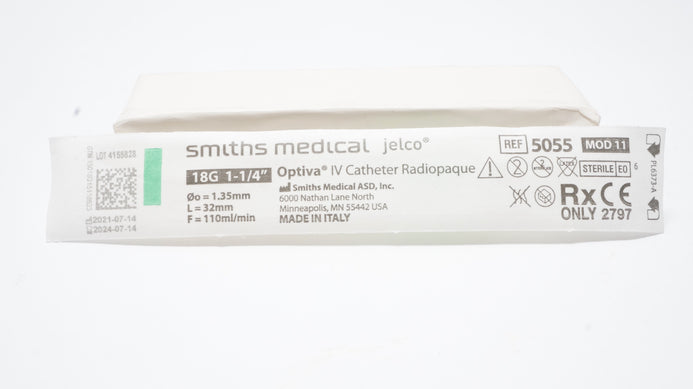 LOT 4155828
2021-07-14
2024-07-14
smiths medical jelco®
18G 1-1/4" Optiva® IV Catheter Radiopaque
Øo = 1.35mm
L = 32mm
F = 110ml/min
Smiths Medical ASD, Inc.
6000 Nathan Lane North
Minneapolis, MN 55442 USA
MADE IN ITALY
REF 5055 MOD 11
STERILE EO
Rx CE
ONLY 2797
PL6373-A